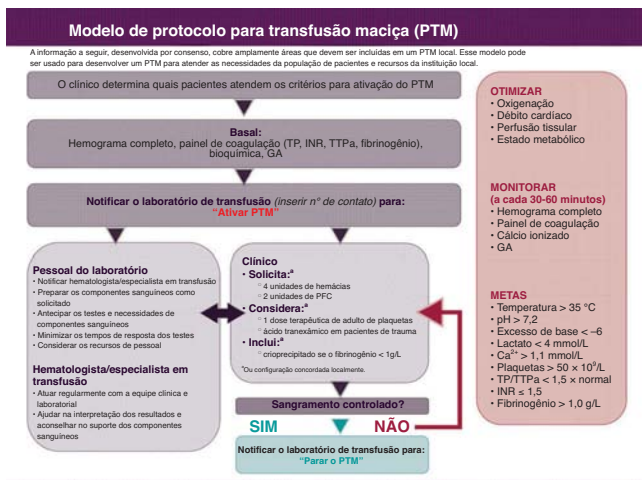 Modelo de protocolo para transfusão maciça (PTM)
A informação a seguir, desenvolvida por consenso, cobre amplamente áreas que devem ser incluídas em um PTM local. Esse modelo pode
ser usado para desenvolver um PTM para atender as necessidades da população de pacientes e recursos da instituição local.
O clínico determina quais pacientes atendem os critérios para ativação do PTM
Basal:
Hemograma completo, painel de coagulação (TP, INR, TTPa, fibrinogênio),
bioquímica, GA
Notificar o laboratório de transfusão (inserir n° de contato) para:
“Ativar PTM”
Pessoal do laboratório
• Notificar hematologista/especialista em transfusão
• Preparar os componentes sanguíneos como
solicitado
• Antecipar os testes e necessidades de
componentes sanguíneos
• Minimizar os tempos de resposta dos testes
• Considerar os recursos de pessoal
Hematologista/especialista em
transfusão
• Atuar regularmente com a equipe clínica e
laboratorial
• Ajudar na interpretação dos resultados e
aconselhar no suporte dos componentes
sanguíneos
Clínico
• Solicita:ª
▫ 4 unidades de hemácias
▫ 2 unidades de PFC
• Considera:ª
▫ 1 dose terapêutica de adulto de plaquetas
▫ ácido tranexâmico em pacientes de trauma
• Inclui:ª
▫ crioprecipitado se o fibrinogênio < 1g/L
ªOu configuração concordada localmente.
Sangramento controlado?
SIM NÃO
Notificar o laboratório de transfusão para:
“Parar o PTM”
OTIMIZAR
• Oxigenação
• Débito cardíaco
• Perfusão tissular
• Estado metabólico
MONITORAR
(a cada 30-60 minutos)
• Hemograma completo
• Painel de coagulação
• Cálcio ionizado
• GA
METAS
• Temperatura > 35 °C
• pH > 7,2
• Excesso de base < –6
• Lactato < 4 mmol/L
• Ca²⁺ > 1,1 mmol/L
• Plaquetas > 50 × 10⁹/L
• TP/TTPa < 1,5 × normal
• INR ≤ 1,5
• Fibrinogênio > 1,0 g/L